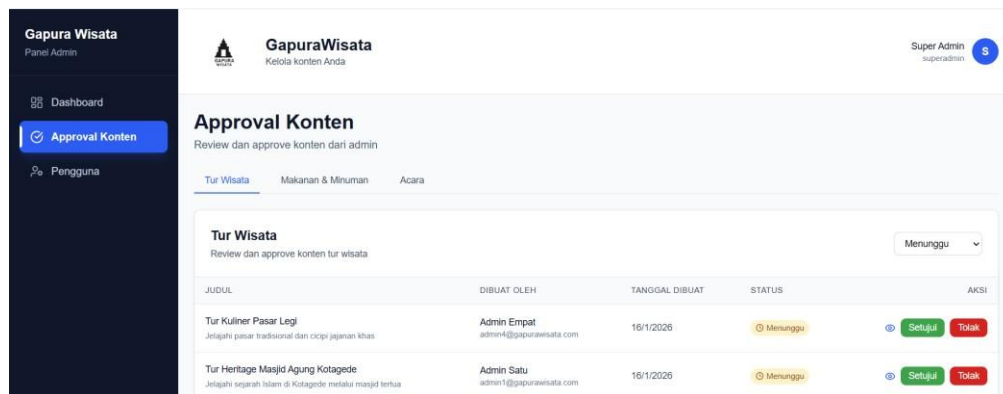 Gapura Wisata
Panel Admin
Dashboard
Approval Konten
Pengguna
GAPURA
WISATA
GapuraWisata
Kelola konten Anda
Super Admin
superadmin
S
Approval Konten
Review dan approve konten dari admin
Tur Wisata Makanan & Minuman Acara
Tur Wisata
Review dan approve konten tur wisata
Menunggu
JUDUL DIBUAT OLEH TANGGAL DIBUAT STATUS AKSI
Tur Kuliner Pasar Legi Admin Empat 16/1/2026 Menunggu Setujui Tolak
Jelajahi pasar tradisional dan cicipi jajanan khas admin4@gapurawisata.com
Tur Heritage Masjid Agung Kotagede Admin Satu 16/1/2026 Menunggu Setujui Tolak
Jelajahi sejarah Islam di Kotagede melalui masjid tertua admin1@gapurawisata.com